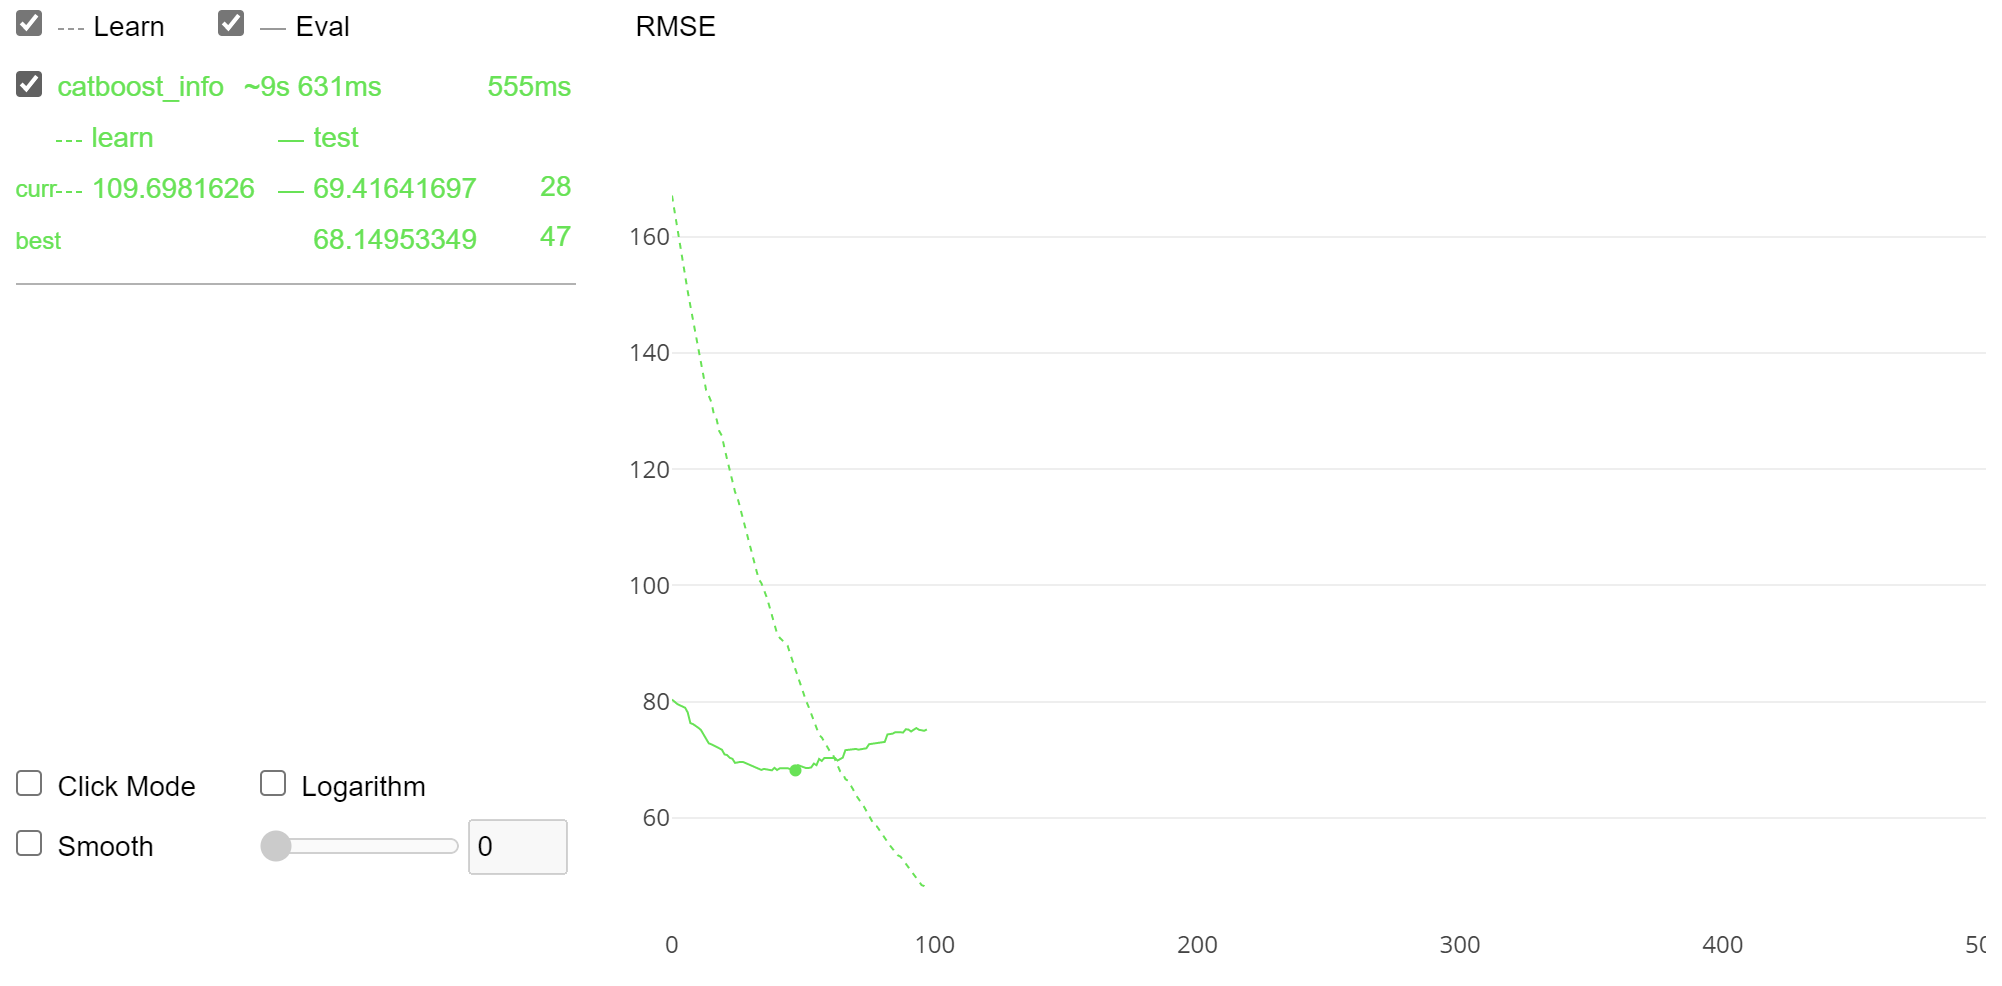 --- Learn — Eval
catboost_info ~9s 631ms 555ms
--- learn — test
curr--- 109.6981626 — 69.41641697 28
best 68.14953349 47
Click Mode Logarithm
Smooth 0
RMSE
160
140
120
100
80
60
0 100 200 300 400